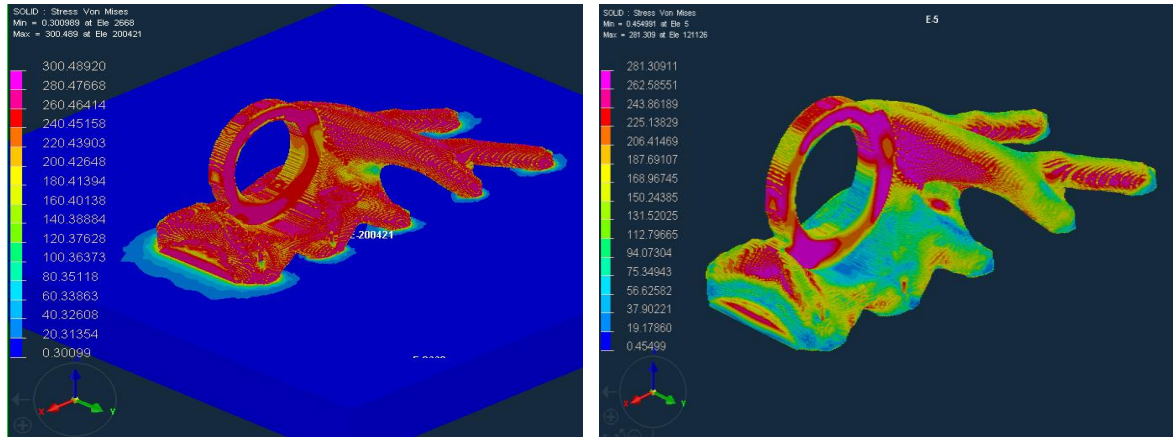 SOLID : Stress Von Mises
Min = 0.300989 at Ele 2668
Max = 300.489 at Ele 200421
300.48920
280.47668
260.46414
240.45158
220.43903
200.42648
180.41394
160.40138
140.38884
120.37628
100.36373
80.35118
60.33863
40.32608
20.31354
0.30099
E-200421
X
Y
SOLID : Stress Von Mises
Min = 0.454991 at Ele 5
Max = 281.309 at Ele 121126
E-5
281.30911
262.58551
243.86189
225.13829
206.41469
187.69107
168.96745
150.24385
131.52025
112.79665
94.07304
75.34943
56.62582
37.90221
19.17860
0.45499
X
Y